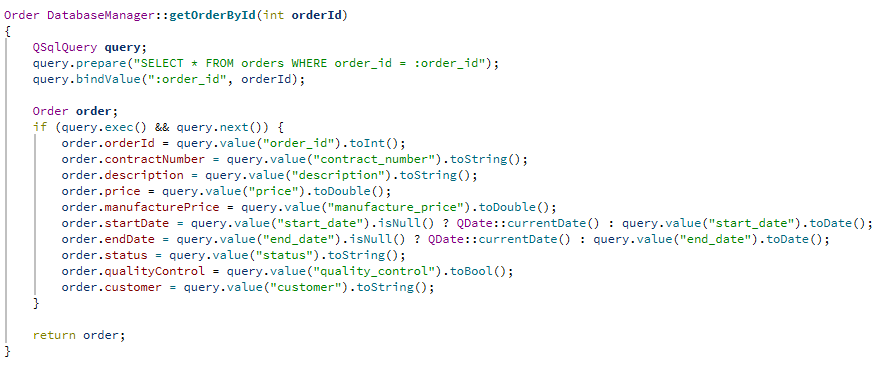 Order DatabaseManager::getOrderById(int orderId)
{
    QSqlQuery query;
    query.prepare("SELECT * FROM orders WHERE order_id = :order_id");
    query.bindValue(":order_id", orderId);

    Order order;
    if (query.exec() && query.next()) {
        order.orderId = query.value("order_id").toInt();
        order.contractNumber = query.value("contract_number").toString();
        order.description = query.value("description").toString();
        order.price = query.value("price").toDouble();
        order.manufacturePrice = query.value("manufacture_price").toDouble();
        order.startDate = query.value("start_date").isNull() ? QDate::currentDate() : query.value("start_date").toDate();
        order.endDate = query.value("end_date").isNull() ? QDate::currentDate() : query.value("end_date").toDate();
        order.status = query.value("status").toString();
        order.qualityControl = query.value("quality_control").toBool();
        order.customer = query.value("customer").toString();
    }

    return order;
}